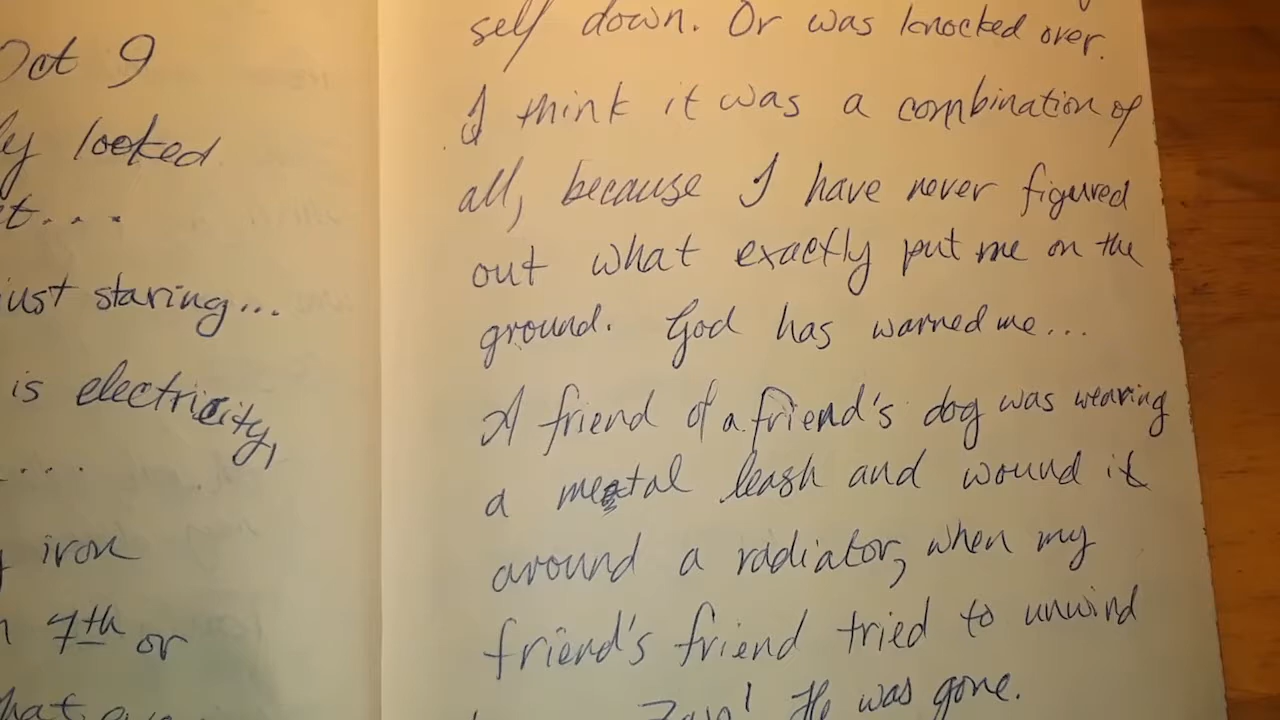 Oct 9
looked
...
just staring...
is electricity,
....
iron
7th or
self down. Or was knocked over.
I think it was a combination of
all, because I have never figured
out what exactly put me on the
ground. God has warned me...
A friend of a friend's dog was wearing
a metal leash and wound it
around a radiator, when my
friend's friend tried to unwind
Zap! He was gone.